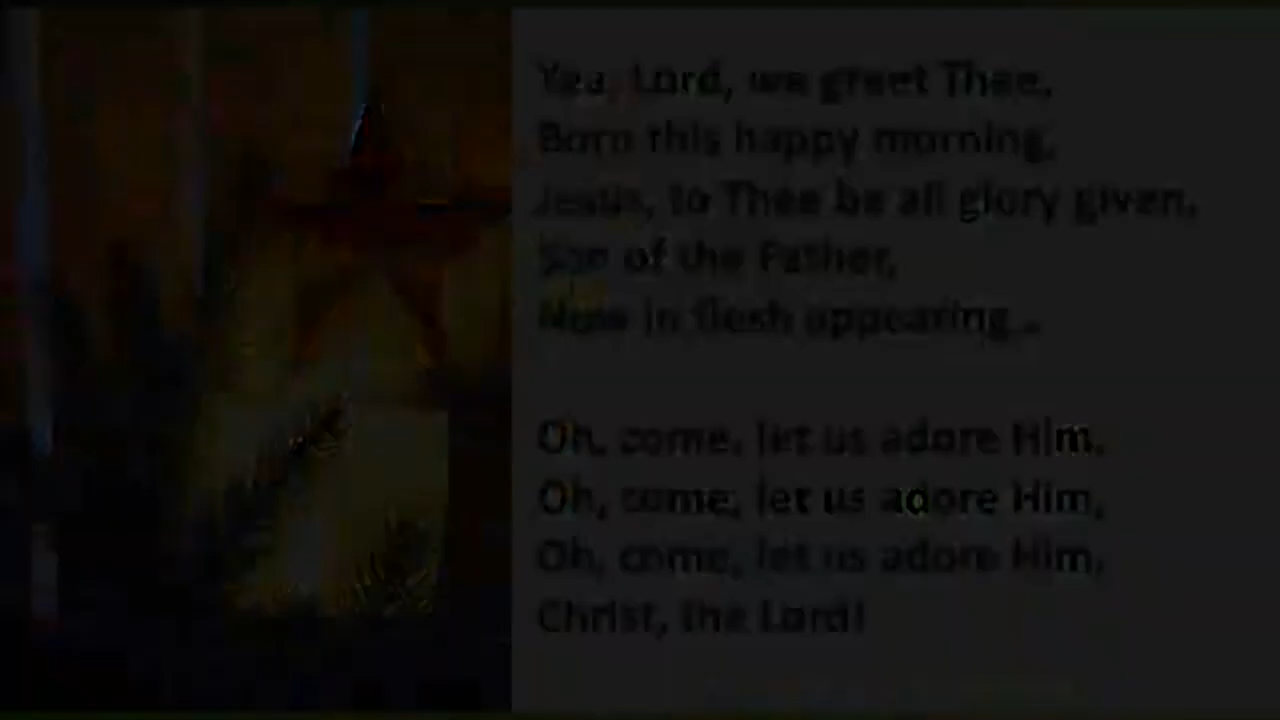 Yea, Lord, we greet Thee,
Born this happy morning,
Jesus, to Thee be all glory given,
Son of the Father,
Now in flesh appearing...
Oh, come, let us adore Him,
Oh, come, let us adore Him,
Oh, come, let us adore Him,
Christ, the Lord!